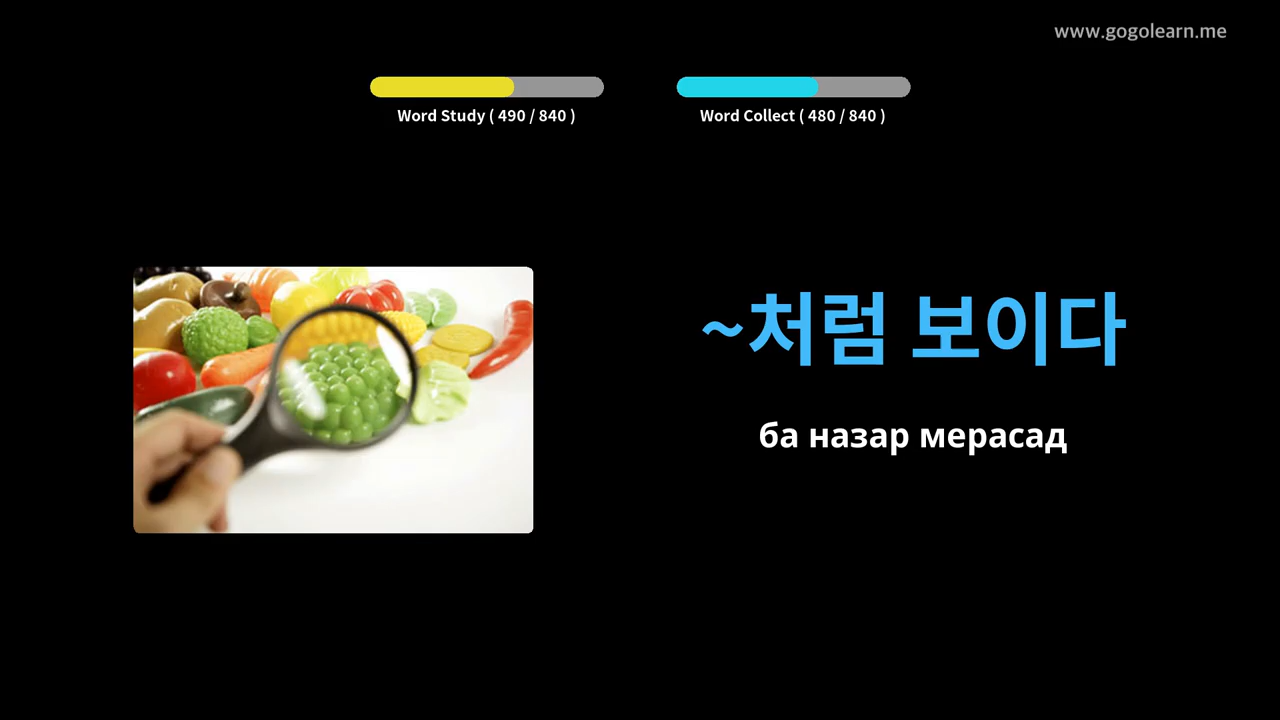 www.gogolearn.me
Word Study ( 490 / 840 )
Word Collect ( 480 / 840 )
~처럼 보이다
ба назар мерасад